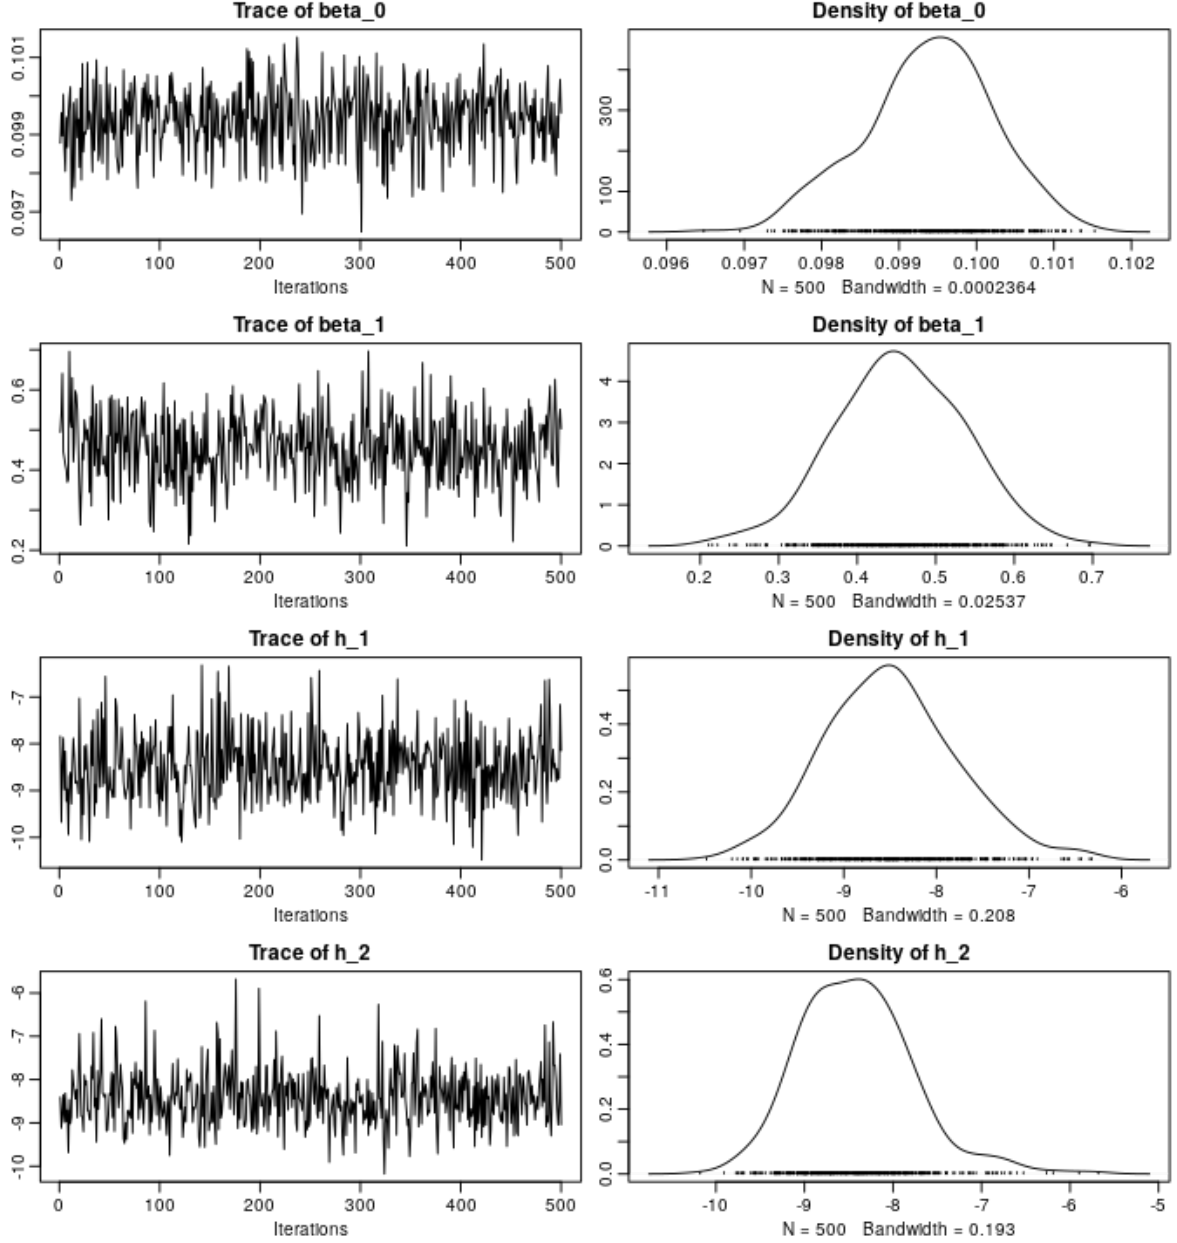 Trace of beta_0
Density of beta_0
0.101
0.099
0.097
0 100 200 300 400 500
Iterations
300
100
0
0.096 0.097 0.098 0.099 0.100 0.101 0.102
N = 500 Bandwidth = 0.0002364
Trace of beta_1
Density of beta_1
0.6
0.4
0.2
0 100 200 300 400 500
Iterations
4
3
2
1
0
0.2 0.3 0.4 0.5 0.6 0.7
N = 500 Bandwidth = 0.02537
Trace of h_1
Density of h_1
-7
-8
-9
-10
0 100 200 300 400 500
Iterations
0.4
0.2
0.0
-11 -10 -9 -8 -7 -6
N = 500 Bandwidth = 0.208
Trace of h_2
Density of h_2
-6
-7
-8
-9
-10
0 100 200 300 400 500
Iterations
0.6
0.4
0.2
0.0
-10 -9 -8 -7 -6 -5
N = 500 Bandwidth = 0.193